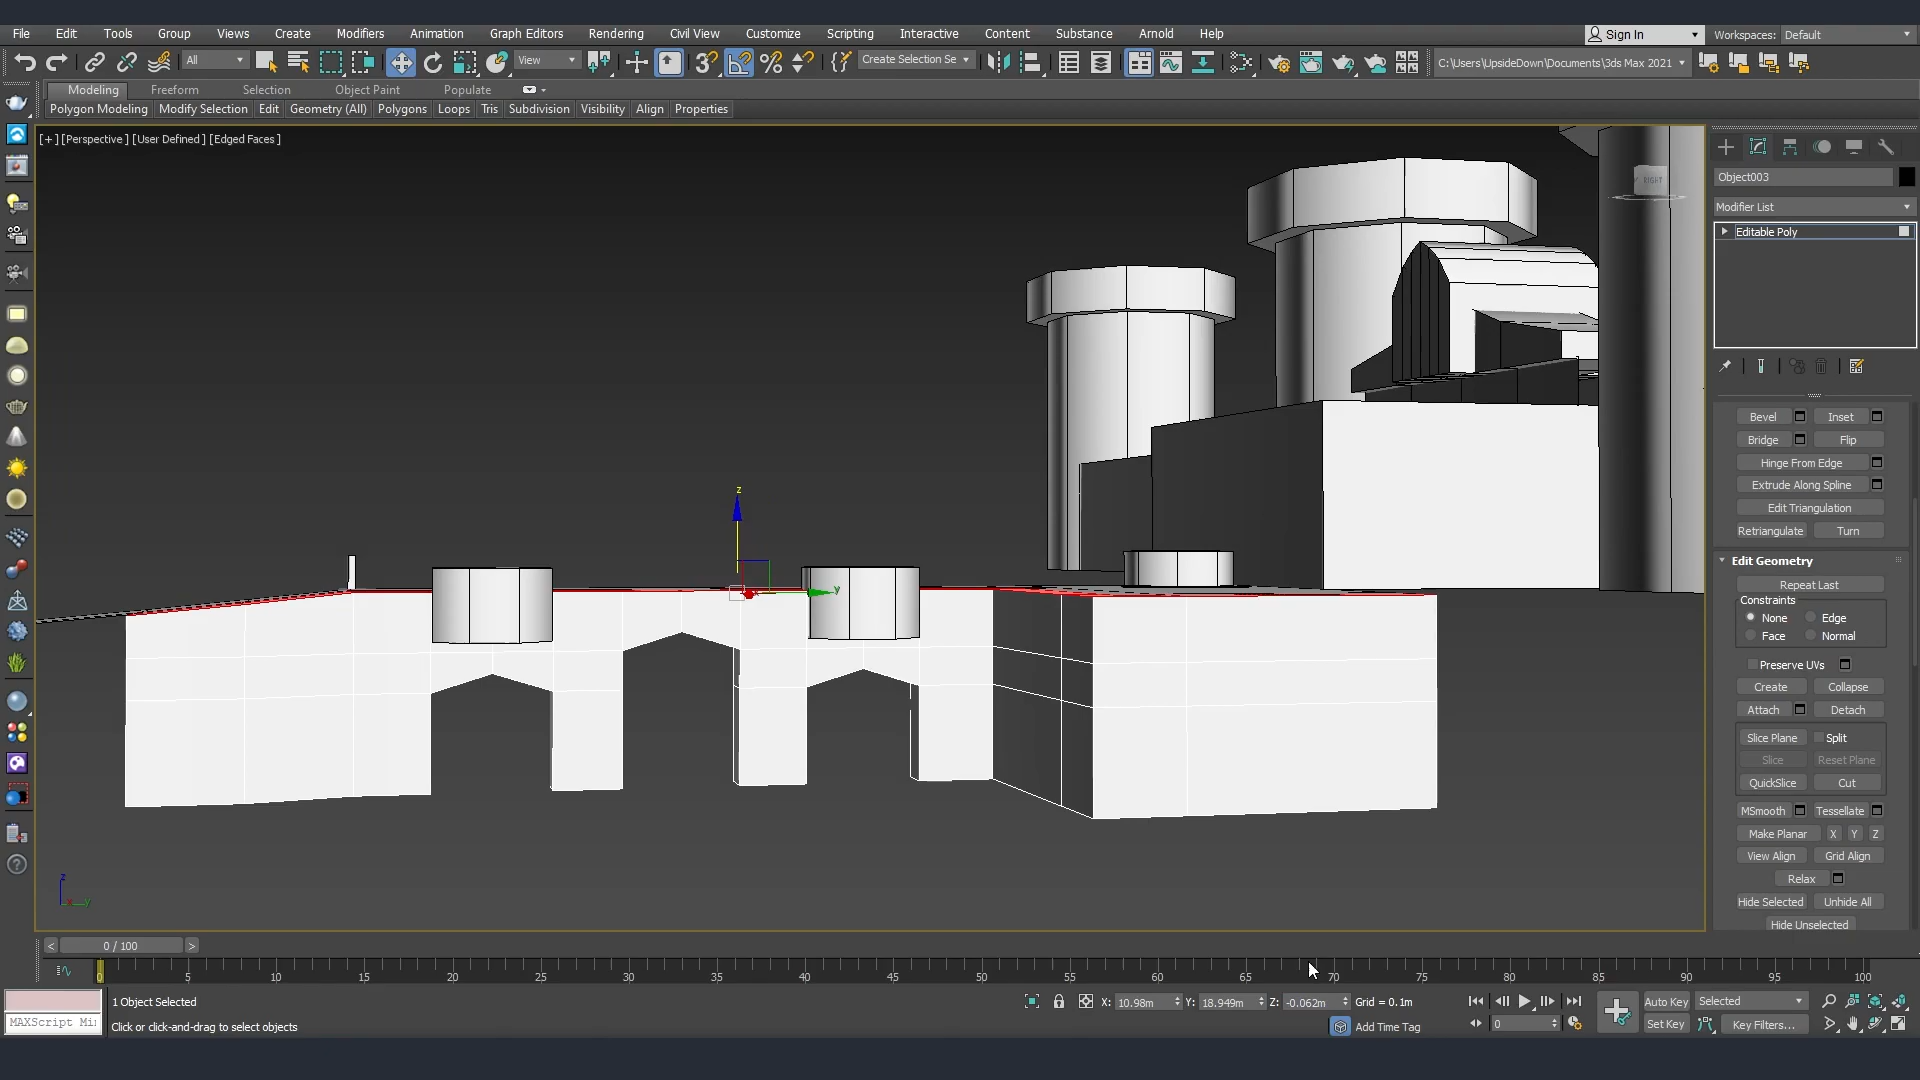 File Edit Tools Group Views Create Modifiers Animation Graph Editors Rendering Civil View Customize Scripting Interactive Content Substance Arnold Help Sign In Workspaces: Default
All View Create Selection Se C:\Users\UpsideDown\Documents\3ds Max 2021
Modeling Freeform Selection Object Paint Populate
Polygon Modeling Modify Selection Edit Geometry (All) Polygons Loops Tris Subdivision Visibility Align Properties
[+] [Perspective] [User Defined] [Edged Faces]
RIGHT
Object003
Modifier List
Editable Poly
Bevel Inset
Bridge Flip
Hinge From Edge
Extrude Along Spline
Edit Triangulation
Retriangulate Turn
Edit Geometry
Repeat Last
Constraints
None Edge
Face Normal
Preserve UVs
Create Collapse
Attach Detach
Slice Plane Split
Slice Reset Plane
QuickSlice Cut
MSmooth Tessellate
Make Planar X Y Z
View Align Grid Align
Relax
Hide Selected Unhide All
Hide Unselected
z
y
z
y
< 0 / 100 >
0 5 10 15 20 25 30 35 40 45 50 55 60 65 70 75 80 85 90 95 100
1 Object Selected X: 10.98m Y: 18.949m Z: -0.062m Grid = 0.1m Auto Key Selected
MAXScript Mi Click or click-and-drag to select objects Add Time Tag 0 Set Key Key Filters...